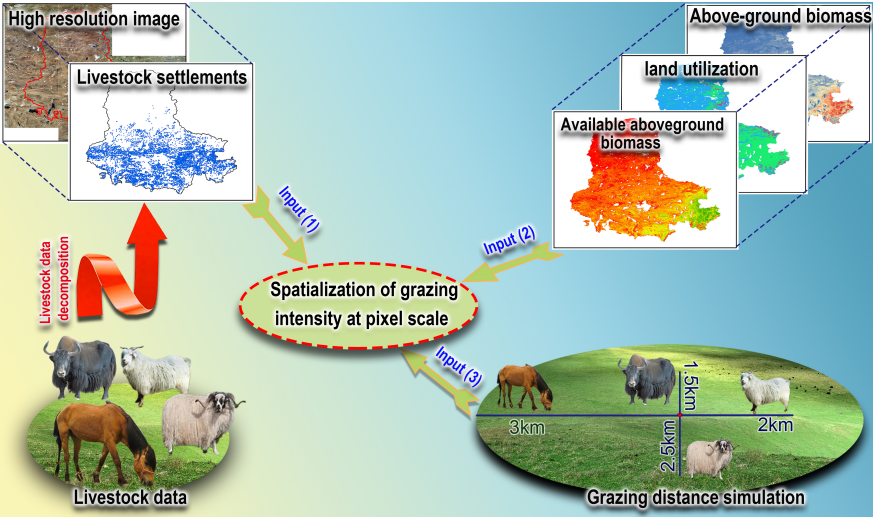 High resolution image
Livestock settlements
Above-ground biomass
land utilization
Available aboveground
biomass
Input (1)
Input (2)
Livestock data
decomposition
Spatialization of grazing
intensity at pixel scale
Input (3)
1.5km
3km
2km
2.5km
Livestock data
Grazing distance simulation